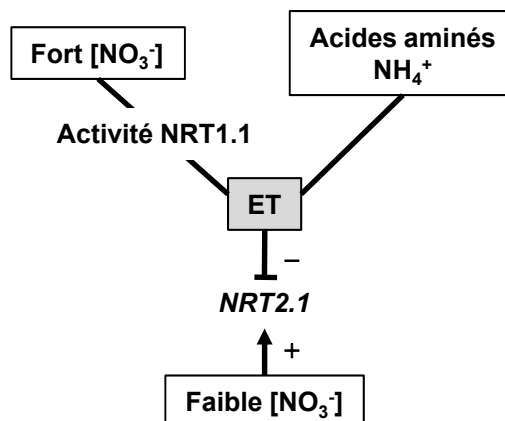 Fort [NO₃⁻]
Acides aminés
NH₄⁺
Activité NRT1.1
ET
−
NRT2.1
+
Faible [NO₃⁻]